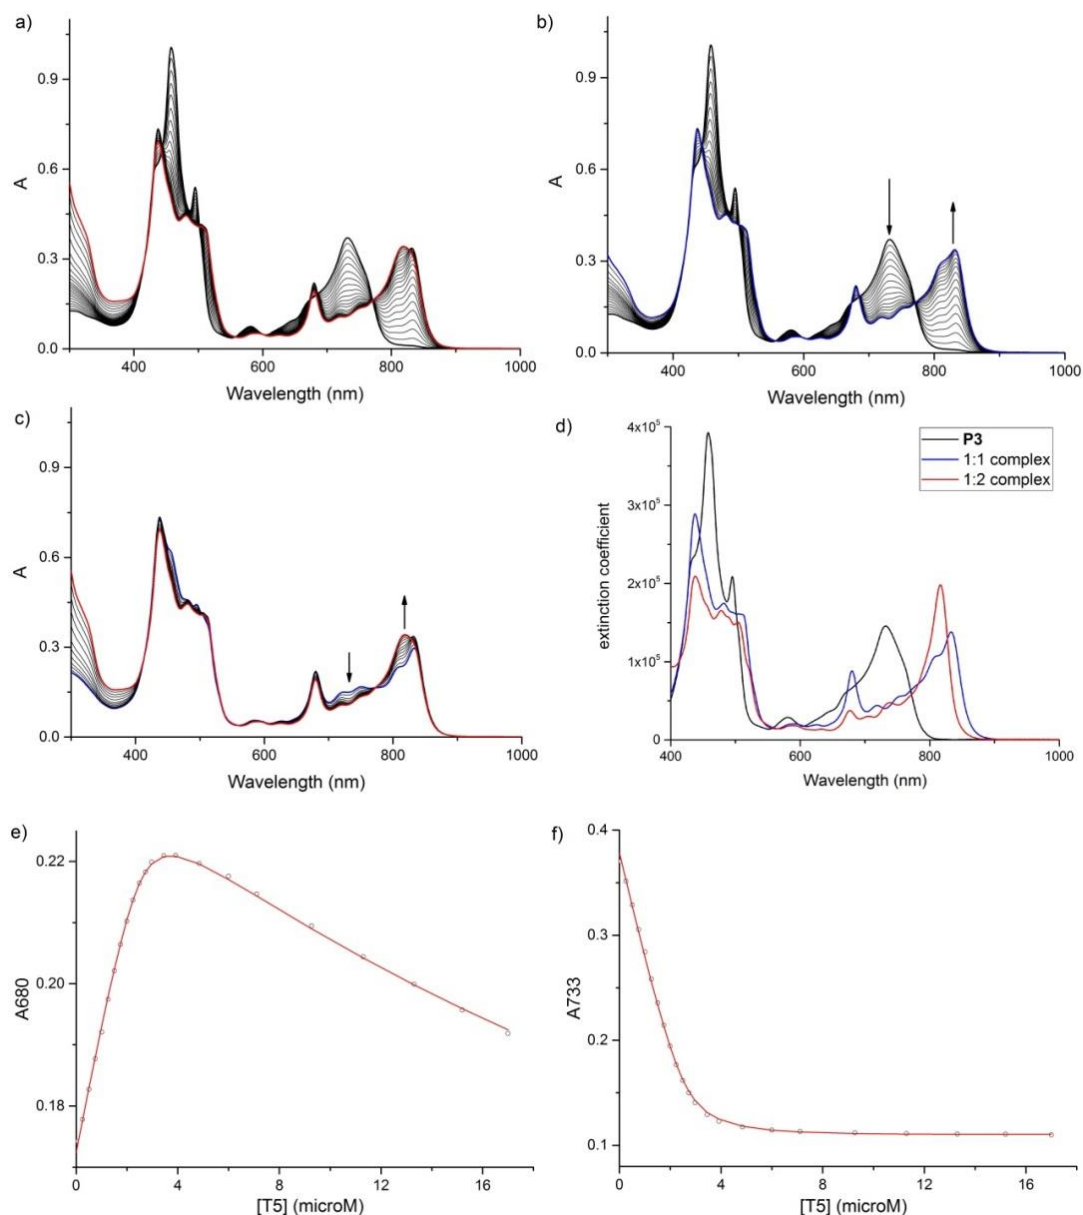 a)
A
0.9
0.6
0.3
0.0
400 600 800 1000
Wavelength (nm)
b)
A
0.9
0.6
0.3
0.0
400 600 800 1000
Wavelength (nm)
c)
A
0.9
0.6
0.3
0.0
400 600 800 1000
Wavelength (nm)
d)
extinction coefficient
4x10⁵
3x10⁵
2x10⁵
1x10⁵
0
P3
1:1 complex
1:2 complex
400 500 600 700 800 900 1000
Wavelength (nm)
e)
A680
0.22
0.20
0.18
0 4 8 12 16
[T5] (microM)
f)
A733
0.4
0.3
0.2
0.1
0 4 8 12 16
[T5] (microM)